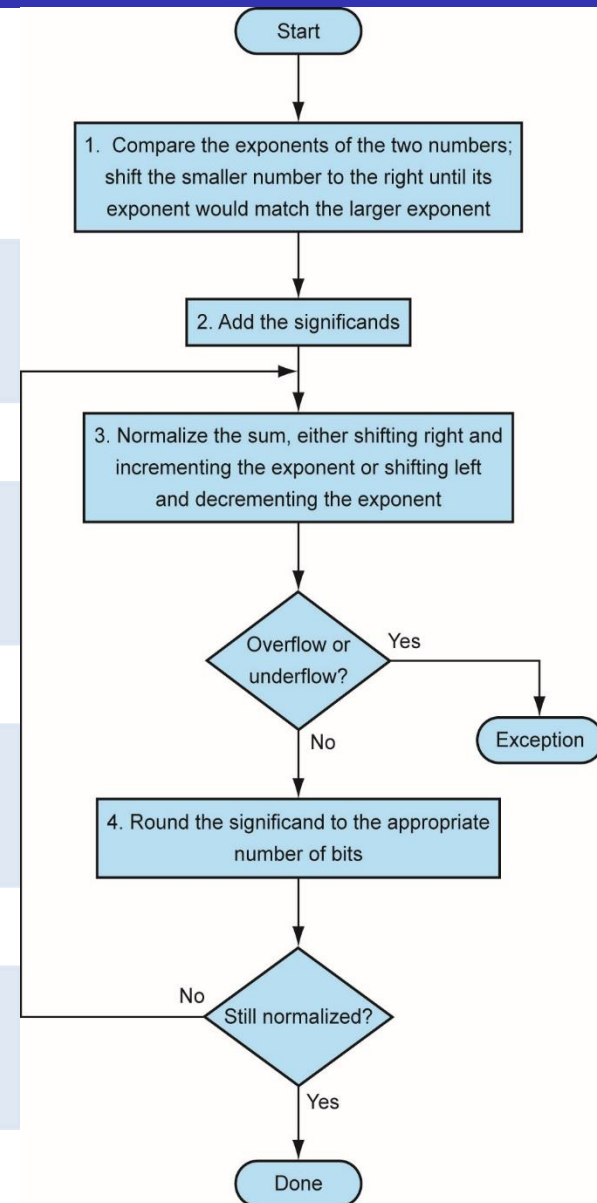 Start
1. Compare the exponents of the two numbers;
shift the smaller number to the right until its
exponent would match the larger exponent
2. Add the significands
3. Normalize the sum, either shifting right and
incrementing the exponent or shifting left
and decrementing the exponent
Overflow or
underflow?
Yes
No
Exception
4. Round the significand to the appropriate
number of bits
No
Still normalized?
Yes
Done